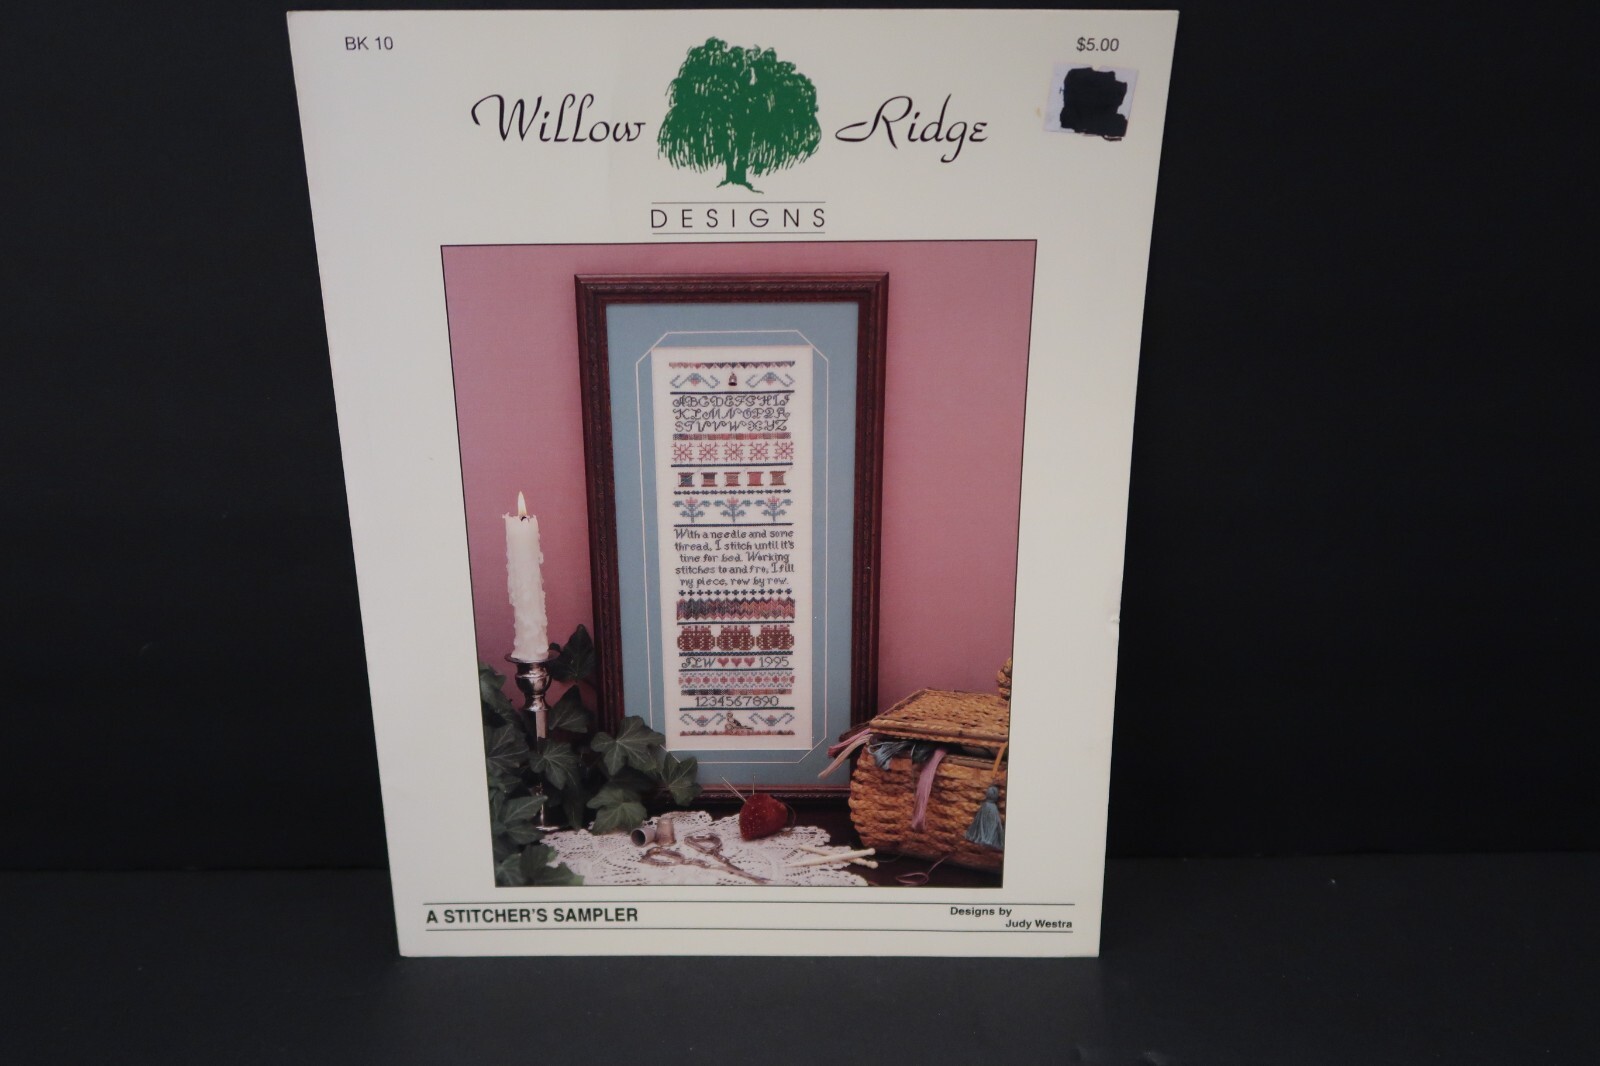 BK 10
$5.00
Willow Ridge
DESIGNS
ABCDEFGHIJ
KLMNOPQR
STUVWXYZ
With a needle and some
thread, I stitch until it's
time for bed. Working
stitches to and fro, I fill
my piece, row by row.
JLW 1995
1234567890
A STITCHER'S SAMPLER
Designs by
Judy Westra